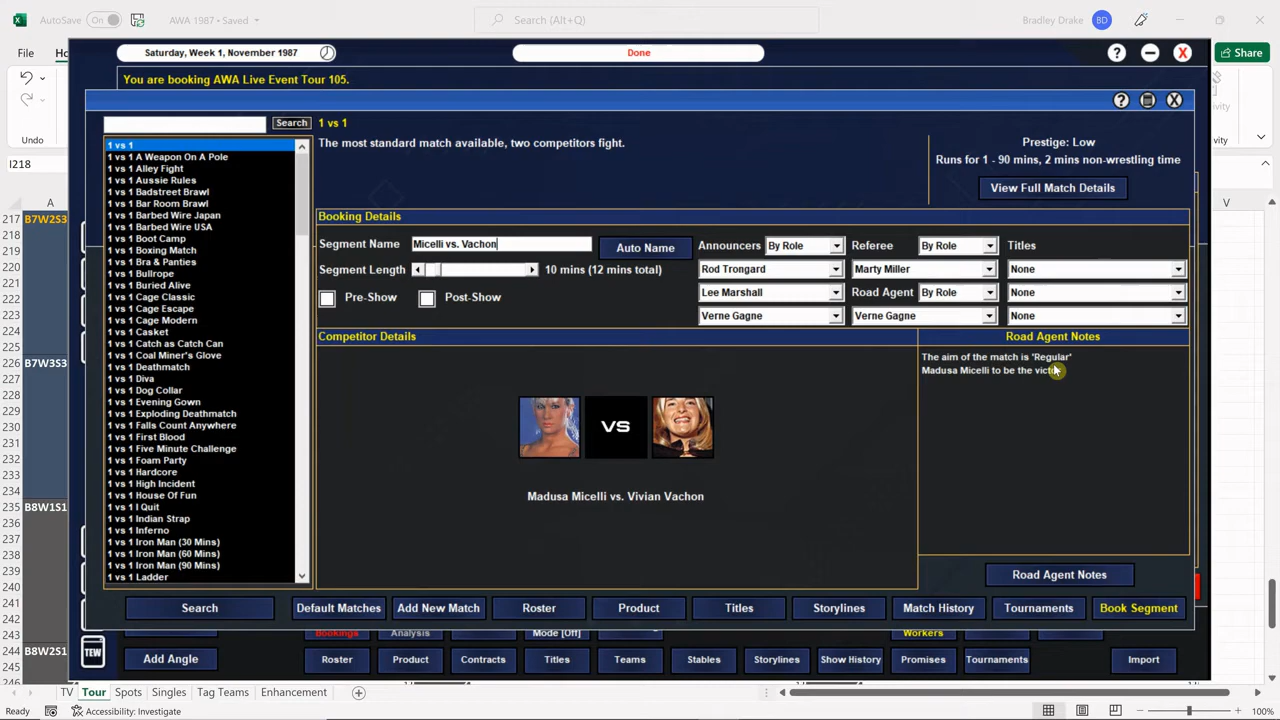 AutoSave On AWA 1987 • Saved Search (Alt+Q) Bradley Drake BD
File Ho Share
Undo
I218
A V
217 B7W2S3
226 B7W3S3
235 B8W1S1
244 B8W2S1
Saturday, Week 1, November 1987
Done
You are booking AWA Live Event Tour 105.
Search
1 vs 1
1 vs 1
1 vs 1 A Weapon On A Pole
1 vs 1 Alley Fight
1 vs 1 Aussie Rules
1 vs 1 Badstreet Brawl
1 vs 1 Bar Room Brawl
1 vs 1 Barbed Wire Japan
1 vs 1 Barbed Wire USA
1 vs 1 Boot Camp
1 vs 1 Boxing Match
1 vs 1 Bra & Panties
1 vs 1 Bullrope
1 vs 1 Buried Alive
1 vs 1 Cage Classic
1 vs 1 Cage Escape
1 vs 1 Cage Modern
1 vs 1 Casket
1 vs 1 Catch as Catch Can
1 vs 1 Coal Miner's Glove
1 vs 1 Deathmatch
1 vs 1 Diva
1 vs 1 Dog Collar
1 vs 1 Evening Gown
1 vs 1 Exploding Deathmatch
1 vs 1 Falls Count Anywhere
1 vs 1 First Blood
1 vs 1 Five Minute Challenge
1 vs 1 Foam Party
1 vs 1 Hardcore
1 vs 1 High Incident
1 vs 1 House Of Fun
1 vs 1 I Quit
1 vs 1 Indian Strap
1 vs 1 Inferno
1 vs 1 Iron Man (30 Mins)
1 vs 1 Iron Man (60 Mins)
1 vs 1 Iron Man (90 Mins)
1 vs 1 Ladder
The most standard match available, two competitors fight.
Prestige: Low
Runs for 1 - 90 mins, 2 mins non-wrestling time
View Full Match Details
Booking Details
Segment Name Micelli vs. Vachon Auto Name
Segment Length 10 mins (12 mins total)
Pre-Show Post-Show
Announcers By Role Referee By Role Titles
Rod Trongard Marty Miller None
Lee Marshall Road Agent By Role None
Verne Gagne Verne Gagne None
Competitor Details
VS
Madusa Micelli vs. Vivian Vachon
Road Agent Notes
The aim of the match is 'Regular'
Madusa Micelli to be the
Road Agent Notes
Search Default Matches Add New Match Roster Product Titles Storylines Match History Tournaments Book Segment
Bookings Analysis Mode [Off] Workers
TEW Add Angle Roster Product Contracts Titles Teams Stables Storylines Show History Promises Tournaments Import
TV Tour Spots Singles Tag Teams Enhancement
Ready Accessibility: Investigate 100%